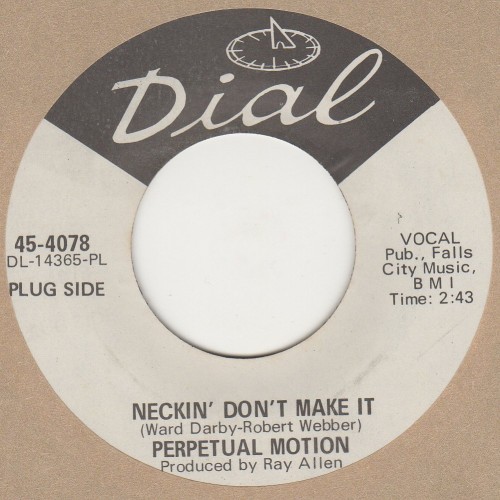 Dial
45-4078
DL-14365-PL
PLUG SIDE
VOCAL
Pub., Falls
City Music,
B M I
Time: 2:43
NECKIN' DON'T MAKE IT
(Ward Darby-Robert Webber)
PERPETUAL MOTION
Produced by Ray Allen